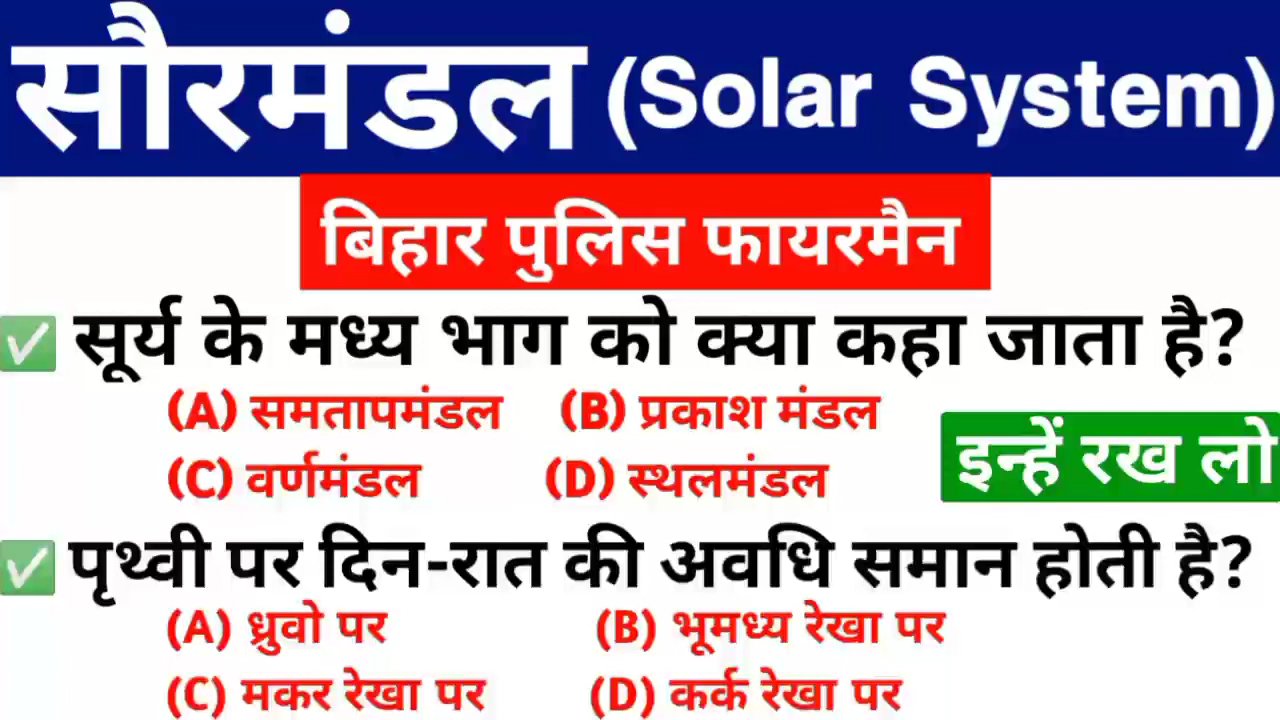 सौरमंडल (Solar System)
बिहार पुलिस फायरमैन
✅ सूर्य के मध्य भाग को क्या कहा जाता है?
(A) समतापमंडल (B) प्रकाश मंडल
(C) वर्णमंडल (D) स्थलमंडल
इन्हें रख लो
✅ पृथ्वी पर दिन-रात की अवधि समान होती है?
(A) ध्रुवो पर (B) भूमध्य रेखा पर
(C) मकर रेखा पर (D) कर्क रेखा पर